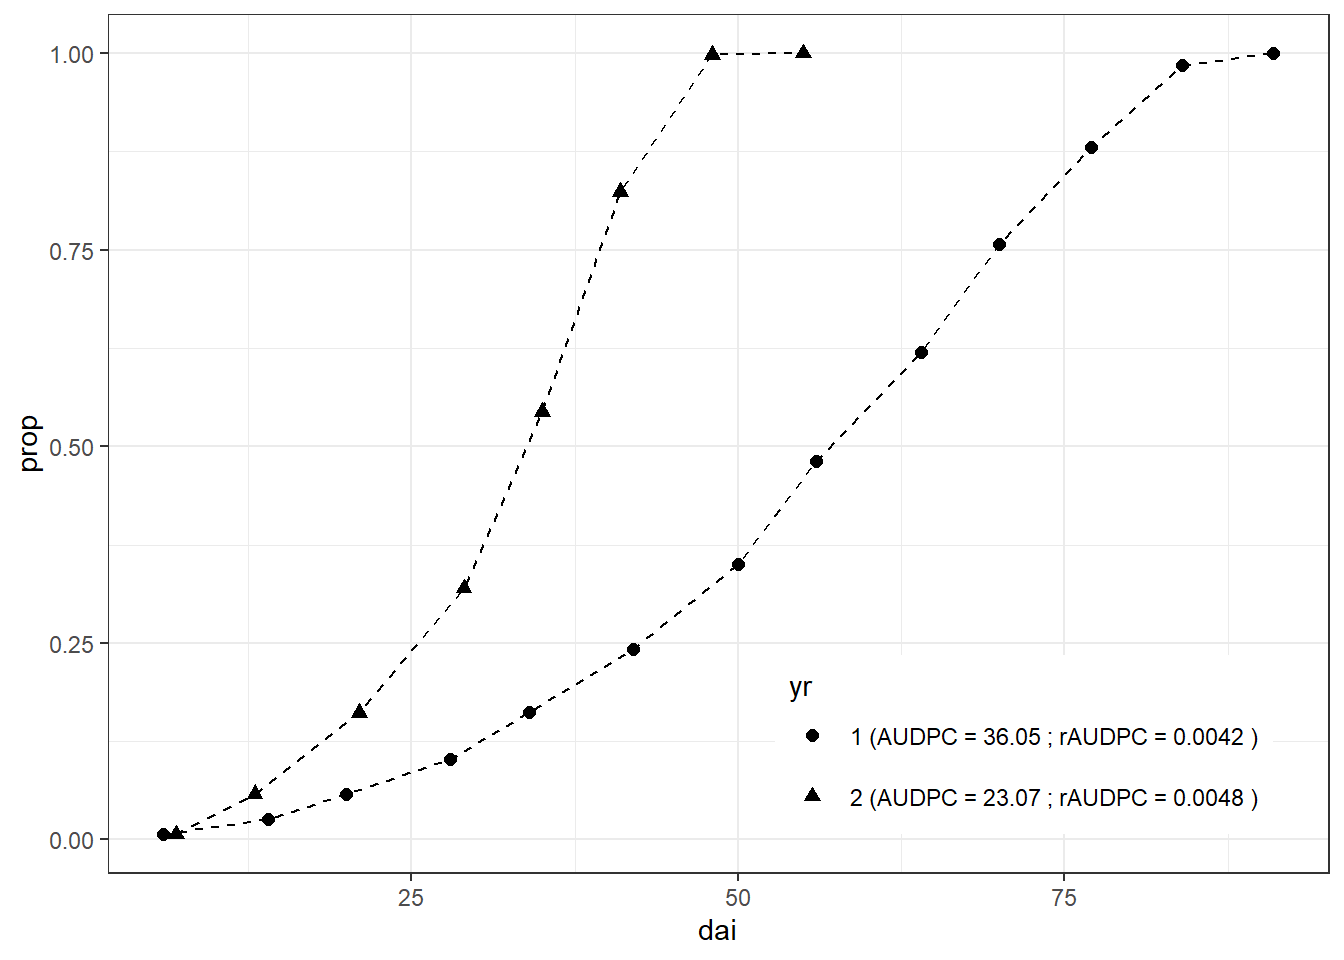 1.00
0.75
0.50
0.25
0.00
prop
yr
1 (AUDPC = 36.05 ; rAUDPC = 0.0042 )
2 (AUDPC = 23.07 ; rAUDPC = 0.0048 )
25 50 75
dai